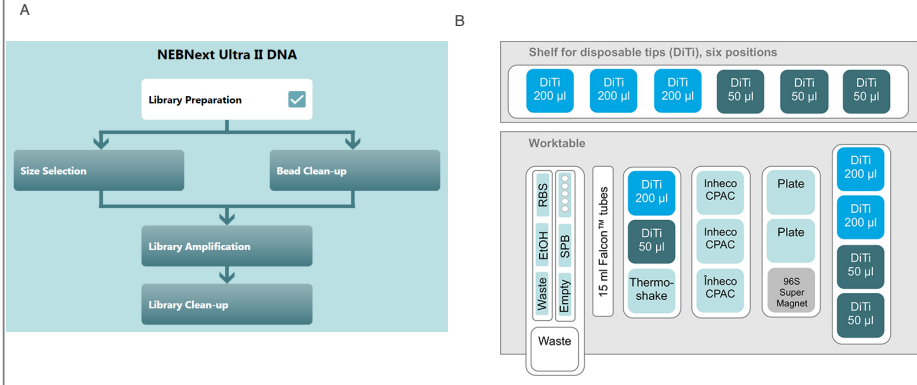 A
NEBNext Ultra II DNA
Library Preparation
Size Selection
Bead Clean-up
Library Amplification
Library Clean-up
B
Shelf for disposable tips (DiTi), six positions
DiTi
200 µl
DiTi
200 µl
DiTi
200 µl
DiTi
50 µl
DiTi
50 µl
DiTi
50 µl
Worktable
RBS
EtOH
Waste
SPB
Empty
Waste
15 ml Falcon™ tubes
DiTi
200 µl
DiTi
50 µl
Thermo-
shake
Inheco
CPAC
Inheco
CPAC
Înheco
CPAC
Plate
Plate
96S
Super
Magnet
DiTi
200 µl
DiTi
200 µl
DiTi
50 µl
DiTi
50 µl